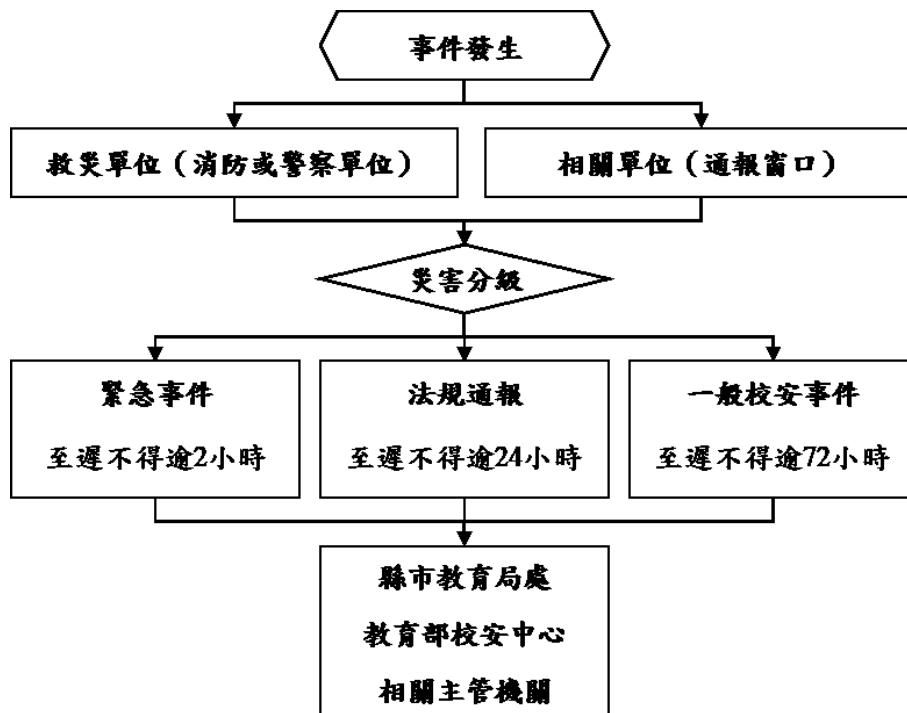 事件發生
救災單位（消防或警察單位）
相關單位（通報窗口）
災害分級
緊急事件
至遲不得逾2小時
法規通報
至遲不得逾24小時
一般校安事件
至遲不得逾72小時
縣市教育局處
教育部校安中心
相關主管機關